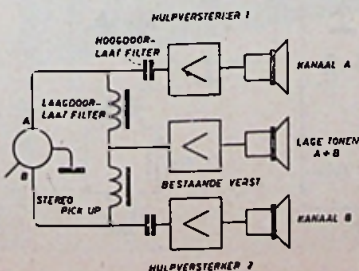 HULPVERSTERKER 1
HOOGDOOR-
LAAT FILTER
KANAAL A
LAAGDOOR-
LAAT FILTER
A
B
LAGE TONEN
A+B
BESTAANDE VERST
STEREO
PICK UP
KANAAL B
HULPVERSTERKER 2